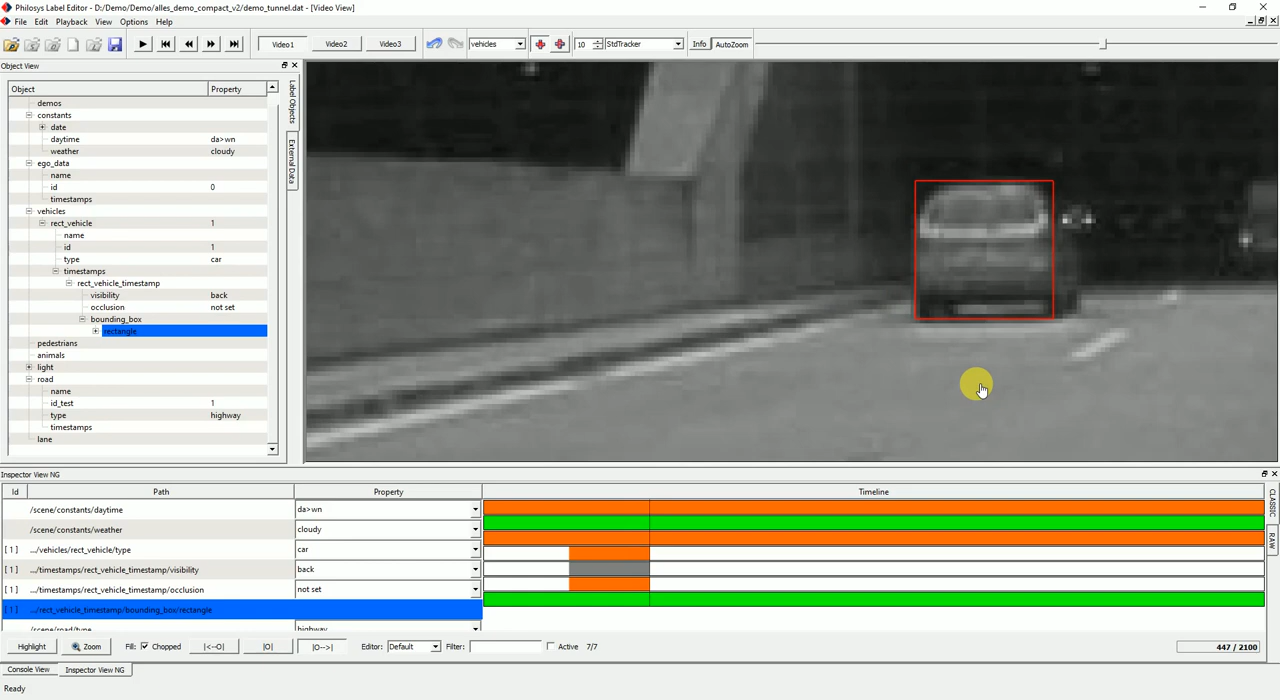 Philosys Label Editor - D:/Demo/Demo/alles_demo_compact_v2/demo_tunnel.dat - [Video View]
File Edit Playback View Options Help
Video1 Video2 Video3 vehicles 10 StdTracker Info AutoZoom
Object View
Object Property
demos
constants
date
daytime da>wn
weather cloudy
ego_data
name
id 0
timestamps
vehicles
rect_vehicle 1
name
id 1
type car
timestamps
rect_vehicle_timestamp
visibility back
occlusion not set
bounding_box
rectangle
pedestrians
animals
light
road
name
id_test 1
type highway
timestamps
lane
Label Objects
External Data
Inspector View NG
Id Path Property Timeline
/scene/constants/daytime da>wn
/scene/constants/weather cloudy
[ 1 ] .../vehicles/rect_vehicle/type car
[ 1 ] .../timestamps/rect_vehicle_timestamp/visibility back
[ 1 ] .../timestamps/rect_vehicle_timestamp/occlusion not set
[ 1 ] .../rect_vehicle_timestamp/bounding_box/rectangle
/scene/road/type highway
CLASSIC
RAW
Highlight Zoom Fill: Chopped |<--O| |O| |O-->| Editor: Default Filter: Active 7/7 447 / 2100
Console View Inspector View NG
Ready